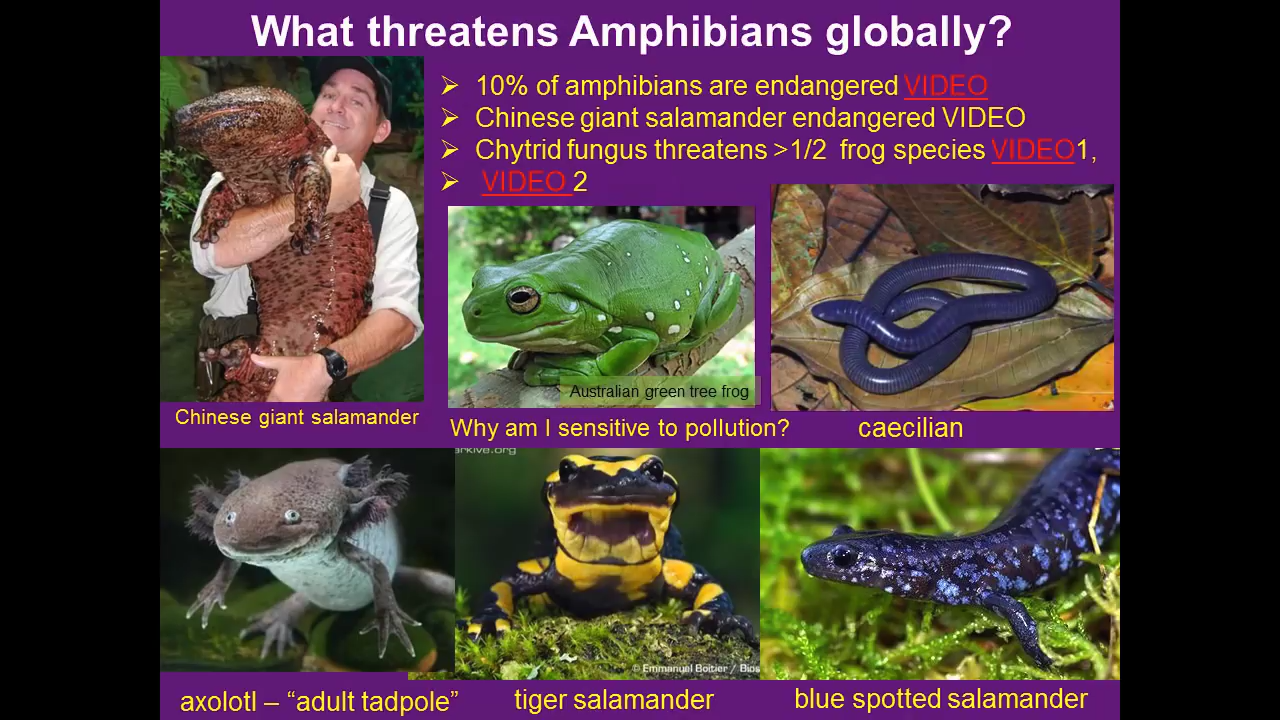 What threatens Amphibians globally?
10% of amphibians are endangered VIDEO
Chinese giant salamander endangered VIDEO
Chytrid fungus threatens >1/2 frog species VIDEO1,
VIDEO 2
Australian green tree frog
Chinese giant salamander
Why am I sensitive to pollution?
caecilian
arkive.org
© Emmanuel Boitier / Bios
axolotl – “adult tadpole”
tiger salamander
blue spotted salamander